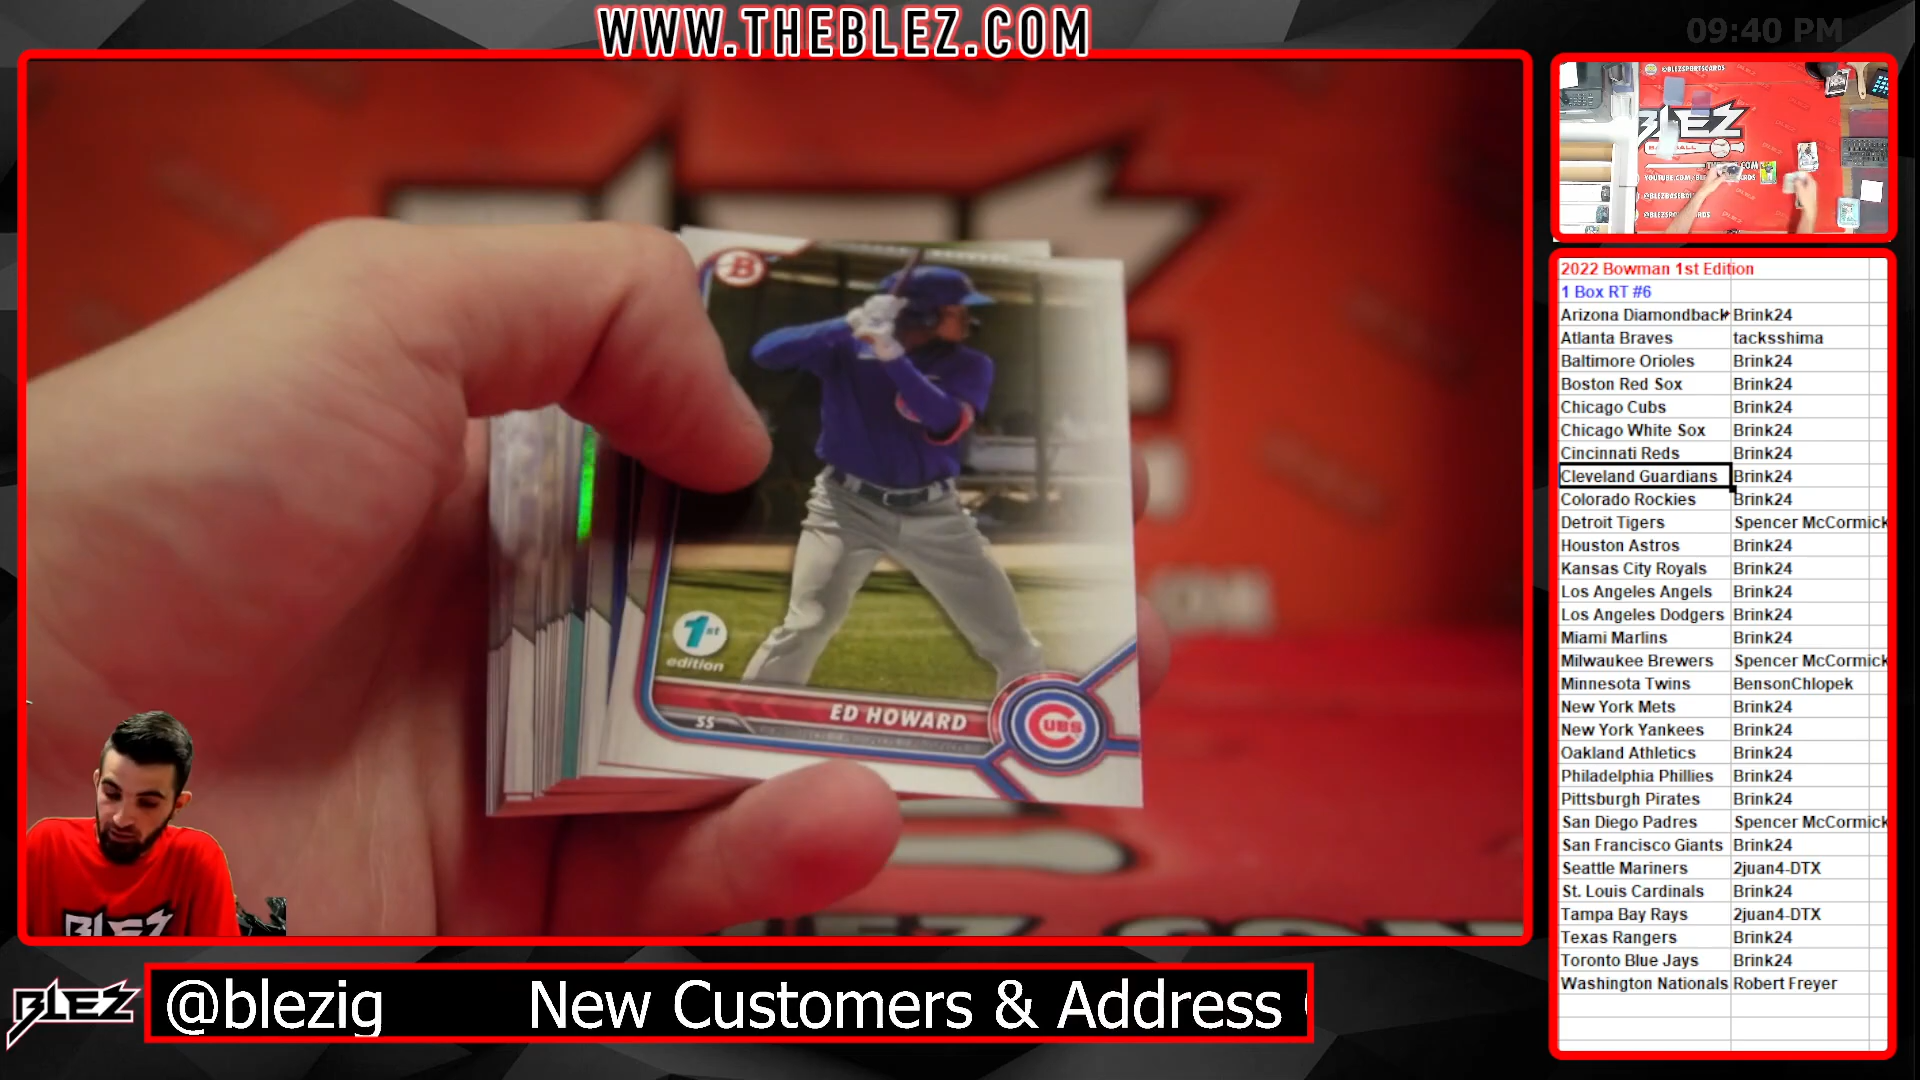 WWW.THEBLEZ.COM
09:40 PM
B
1st
edition
ED HOWARD
SS
CUBS
BLEZ
BASEBALL
@BLEZSPORTSCARDS
2022 Bowman 1st Edition
1 Box RT #6
Arizona Diamondback Brink24
Atlanta Braves tacksshima
Baltimore Orioles Brink24
Boston Red Sox Brink24
Chicago Cubs Brink24
Chicago White Sox Brink24
Cincinnati Reds Brink24
Cleveland Guardians Brink24
Colorado Rockies Brink24
Detroit Tigers Spencer McCormick
Houston Astros Brink24
Kansas City Royals Brink24
Los Angeles Angels Brink24
Los Angeles Dodgers Brink24
Miami Marlins Brink24
Milwaukee Brewers Spencer McCormick
Minnesota Twins BensonChlopek
New York Mets Brink24
New York Yankees Brink24
Oakland Athletics Brink24
Philadelphia Phillies Brink24
Pittsburgh Pirates Brink24
San Diego Padres Spencer McCormick
San Francisco Giants Brink24
Seattle Mariners 2juan4-DTX
St. Louis Cardinals Brink24
Tampa Bay Rays 2juan4-DTX
Texas Rangers Brink24
Toronto Blue Jays Brink24
Washington Nationals Robert Freyer
BLEZ
BLEZ
@blezig New Customers & Address